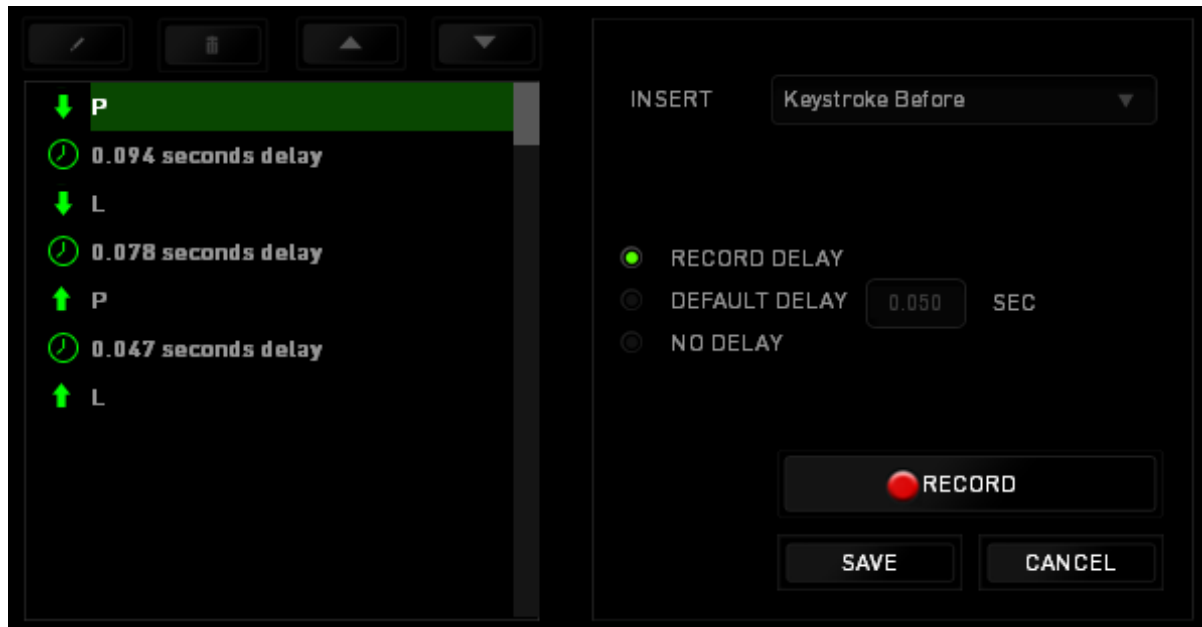 P
0.094 seconds delay
L
0.078 seconds delay
P
0.047 seconds delay
L
INSERT Keystroke Before
RECORD DELAY
DEFAULT DELAY 0.050 SEC
NO DELAY
RECORD
SAVE CANCEL